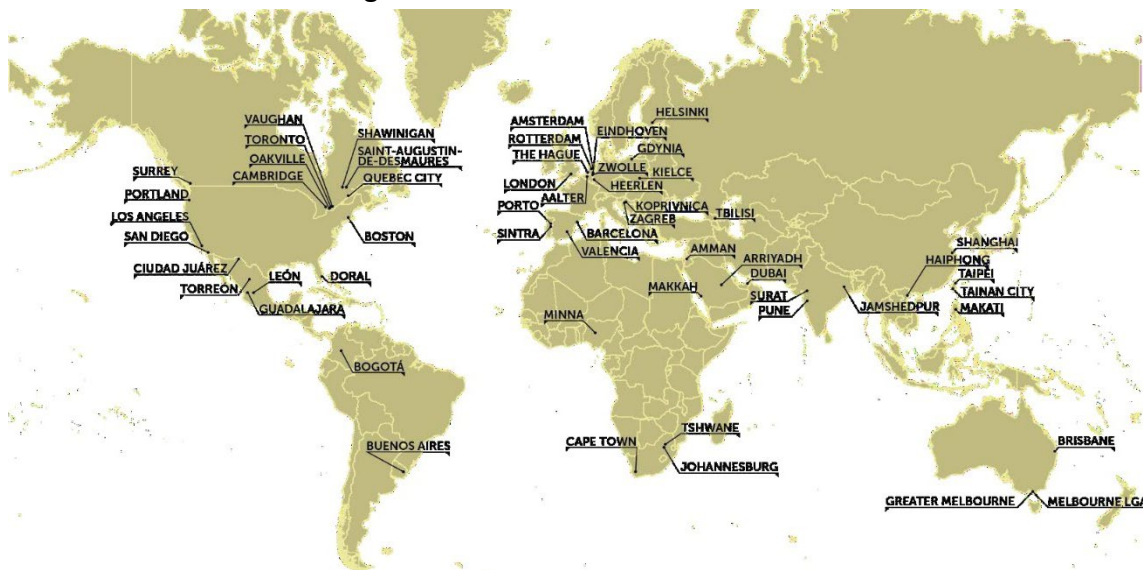 VAUGHAN
TORONTO
OAKVILLE
CAMBRIDGE
SHAWINIGAN
SAINT-AUGUSTIN-
DE-DESMAURES
QUEBEC CITY
SURREY
PORTLAND
LOS ANGELES
SAN DIEGO
BOSTON
CIUDAD JUÁREZ
TORREÓN
LEÓN
DORAL
GUADALAJARA
BOGOTÁ
BUENOS AIRES
AMSTERDAM
ROTTERDAM
THE HAGUE
LONDON
AALTER
PORTO
SINTRA
HELSINKI
EINDHOVEN
GDYNIA
ZWOLLE
KIELCE
HEERLEN
KOPRIVNICA
ZAGREB
TBILISI
BARCELONA
VALENCIA
AMMAN
ARRIYADH
DUBAI
MAKKAH
MINNA
SURAT
PUNE
JAMSHEDPUR
SHANGHAI
HAIPHONG
TAIPEI
TAINAN CITY
MAKATI
CAPE TOWN
TSHWANE
JOHANNESBURG
BRISBANE
GREATER MELBOURNE
MELBOURNE LGA